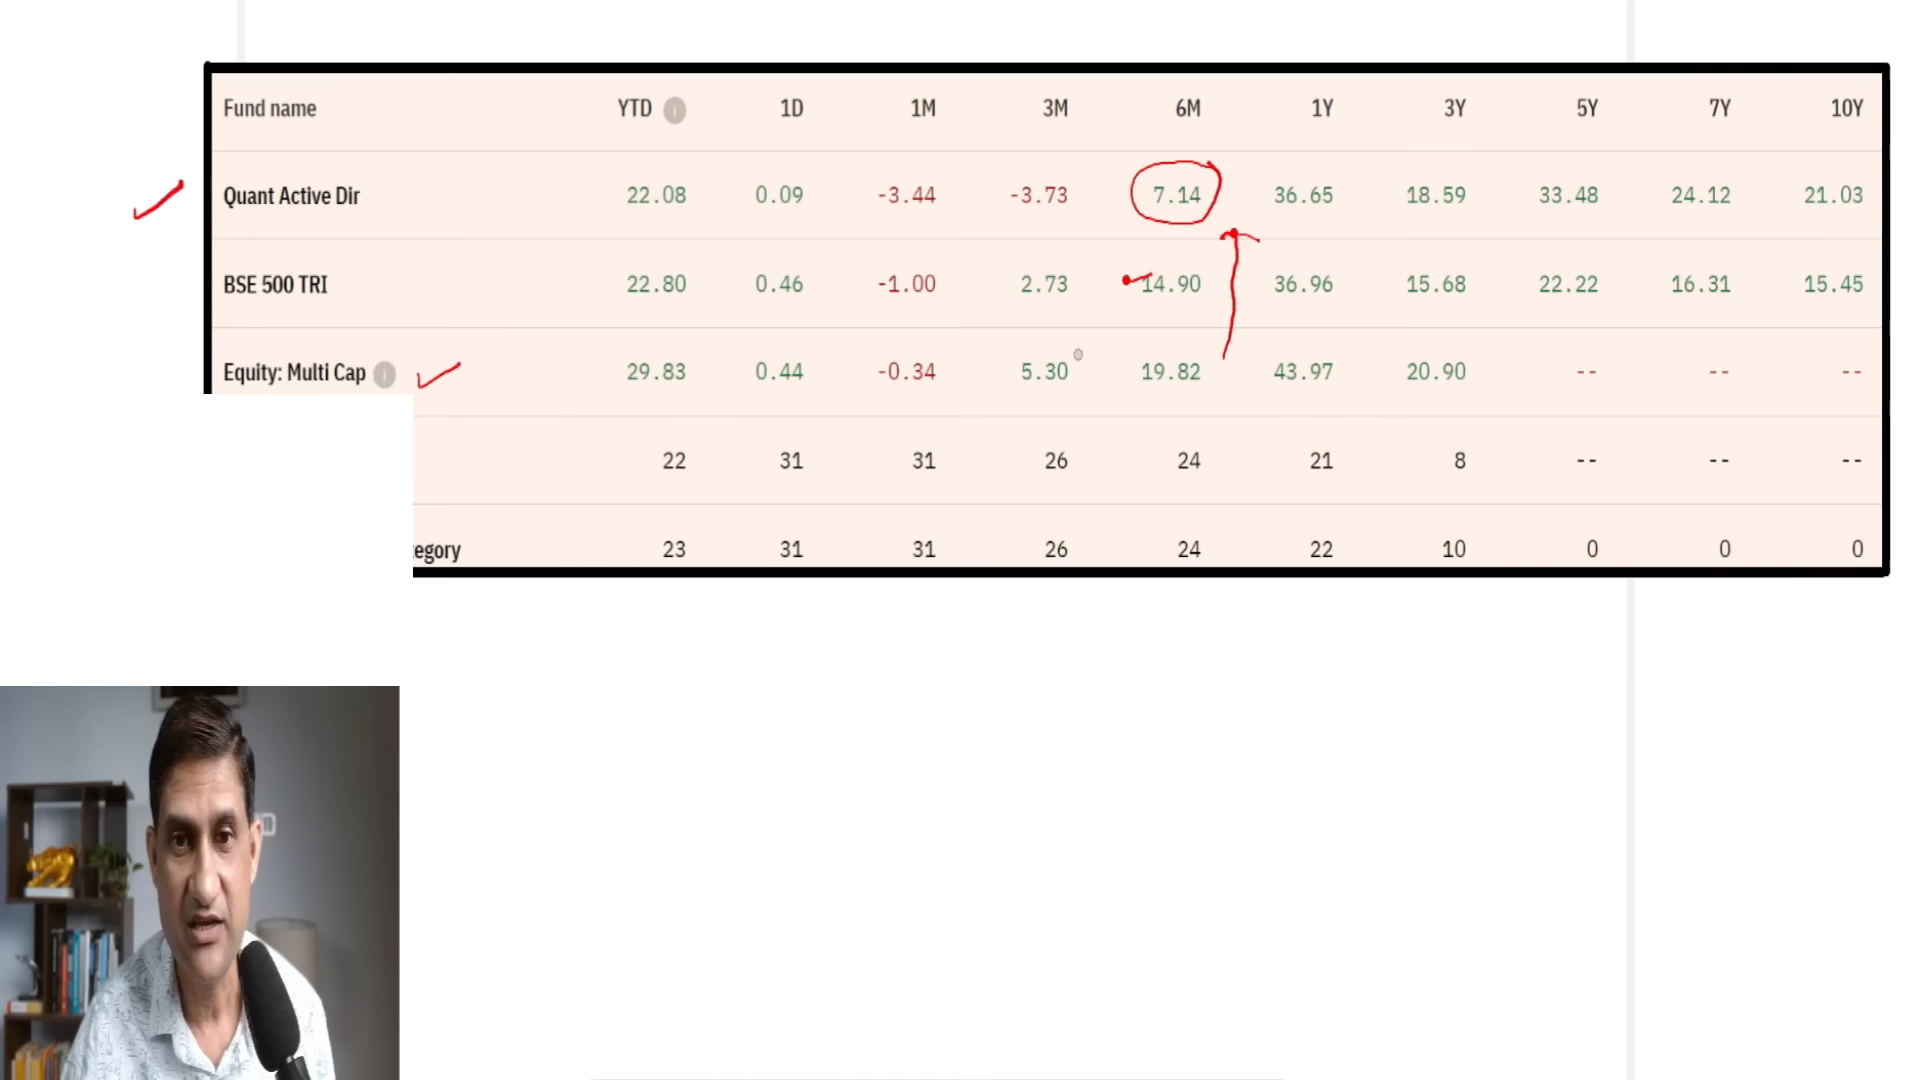 Fund name YTD i 1D 1M 3M 6M 1Y 3Y 5Y 7Y 10Y
Quant Active Dir 22.08 0.09 -3.44 -3.73 7.14 36.65 18.59 33.48 24.12 21.03
BSE 500 TRI 22.80 0.46 -1.00 2.73 14.90 36.96 15.68 22.22 16.31 15.45
Equity: Multi Cap i 29.83 0.44 -0.34 5.30 19.82 43.97 20.90 -- -- --
22 31 31 26 24 21 8 -- -- --
tegory 23 31 31 26 24 22 10 0 0 0